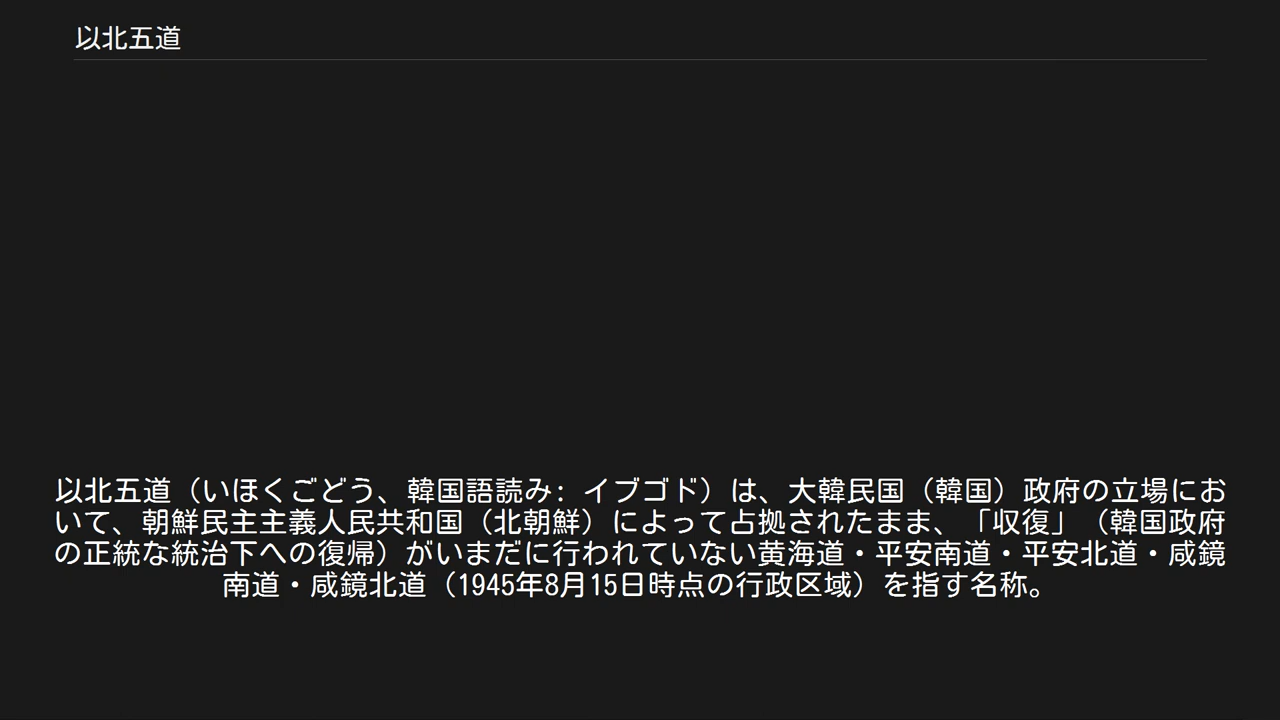 以北五道
以北五道（いほくごどう、韓国語読み: イブゴド）は、大韓民国（韓国）政府の立場にお
いて、朝鮮民主主義人民共和国（北朝鮮）によって占拠されたまま、「収復」（韓国政府
の正統な統治下への復帰）がいまだに行われていない黄海道・平安南道・平安北道・咸鏡
南道・咸鏡北道（1945年8月15日時点の行政区域）を指す名称。